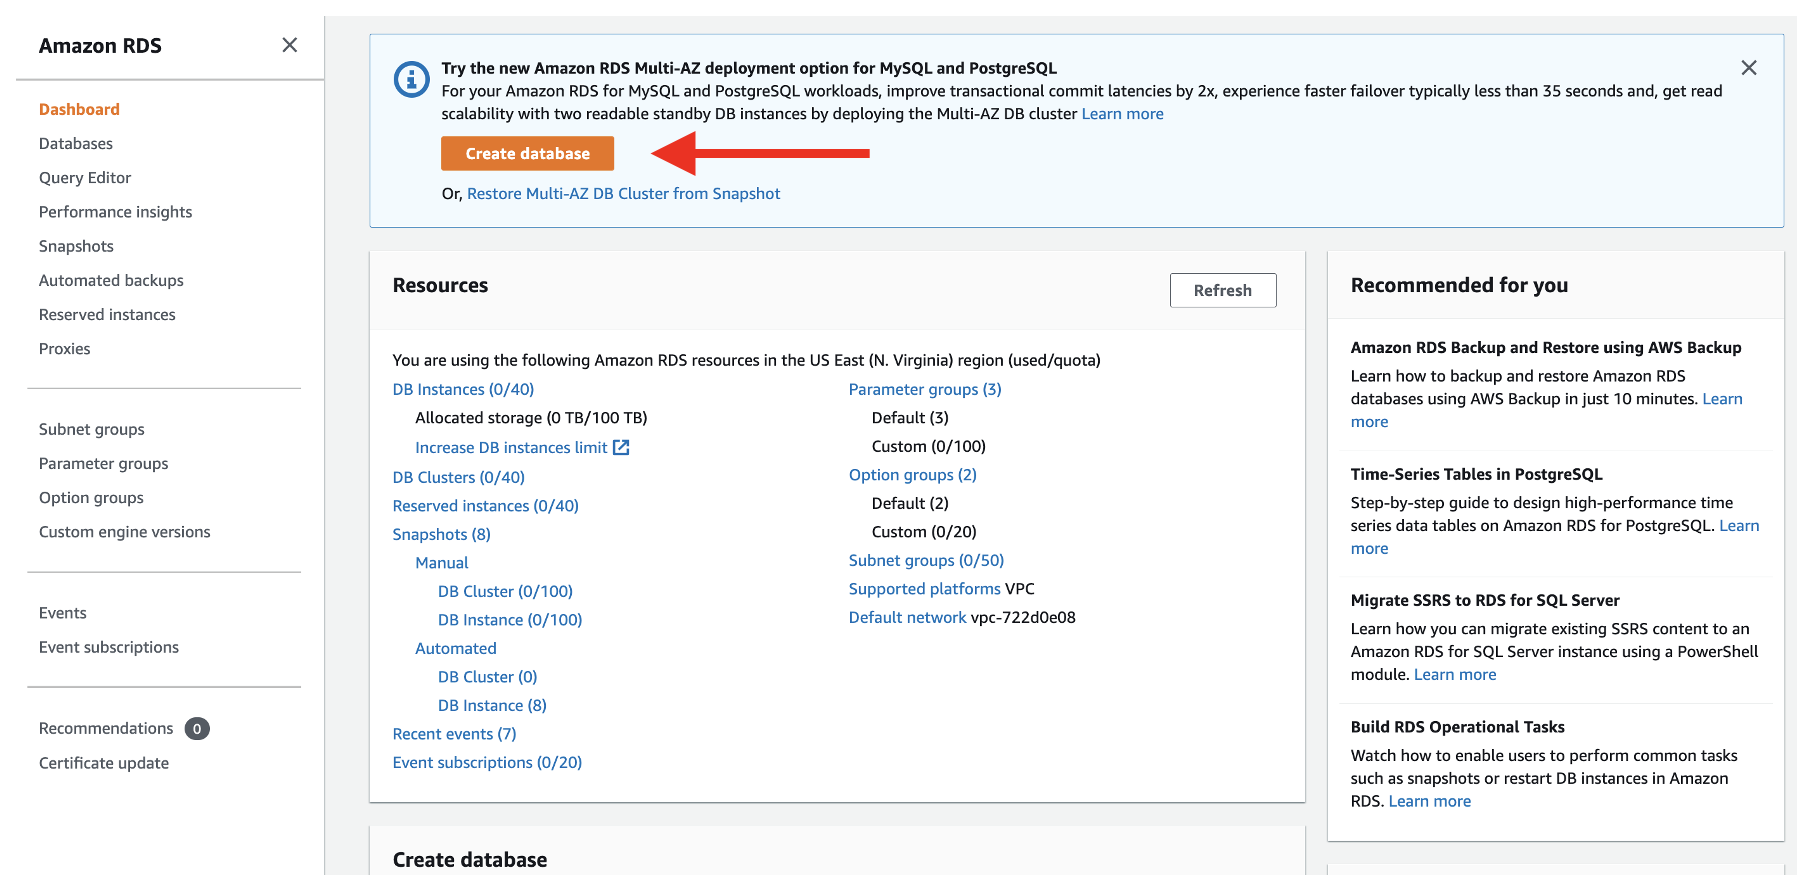 Amazon RDS
Dashboard
Databases
Query Editor
Performance insights
Snapshots
Automated backups
Reserved instances
Proxies
Subnet groups
Parameter groups
Option groups
Custom engine versions
Events
Event subscriptions
Recommendations 0
Certificate update
Try the new Amazon RDS Multi-AZ deployment option for MySQL and PostgreSQL
For your Amazon RDS for MySQL and PostgreSQL workloads, improve transactional commit latencies by 2x, experience faster failover typically less than 35 seconds and, get read
scalability with two readable standby DB instances by deploying the Multi-AZ DB cluster Learn more
Create database
Or, Restore Multi-AZ DB Cluster from Snapshot
Resources
Refresh
You are using the following Amazon RDS resources in the US East (N. Virginia) region (used/quota)
DB Instances (0/40)
Allocated storage (0 TB/100 TB)
Increase DB instances limit
DB Clusters (0/40)
Reserved instances (0/40)
Snapshots (8)
Manual
DB Cluster (0/100)
DB Instance (0/100)
Automated
DB Cluster (0)
DB Instance (8)
Recent events (7)
Event subscriptions (0/20)
Parameter groups (3)
Default (3)
Custom (0/100)
Option groups (2)
Default (2)
Custom (0/20)
Subnet groups (0/50)
Supported platforms VPC
Default network vpc-722d0e08
Create database
Recommended for you
Amazon RDS Backup and Restore using AWS Backup
Learn how to backup and restore Amazon RDS
databases using AWS Backup in just 10 minutes. Learn
more
Time-Series Tables in PostgreSQL
Step-by-step guide to design high-performance time
series data tables on Amazon RDS for PostgreSQL. Learn
more
Migrate SSRS to RDS for SQL Server
Learn how you can migrate existing SSRS content to an
Amazon RDS for SQL Server instance using a PowerShell
module. Learn more
Build RDS Operational Tasks
Watch how to enable users to perform common tasks
such as snapshots or restart DB instances in Amazon
RDS. Learn more